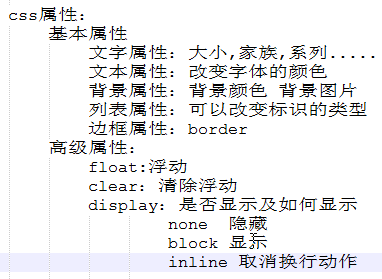 css属性：
基本属性
文字属性：大小,家族,系列.....
文本属性：改变字体的颜色
背景属性：背景颜色 背景图片
列表属性：可以改变标识的类型
边框属性：border
高级属性：
float:浮动
clear：清除浮动
display：是否显示及如何显示
none 隐藏
block 显示
inline 取消换行动作